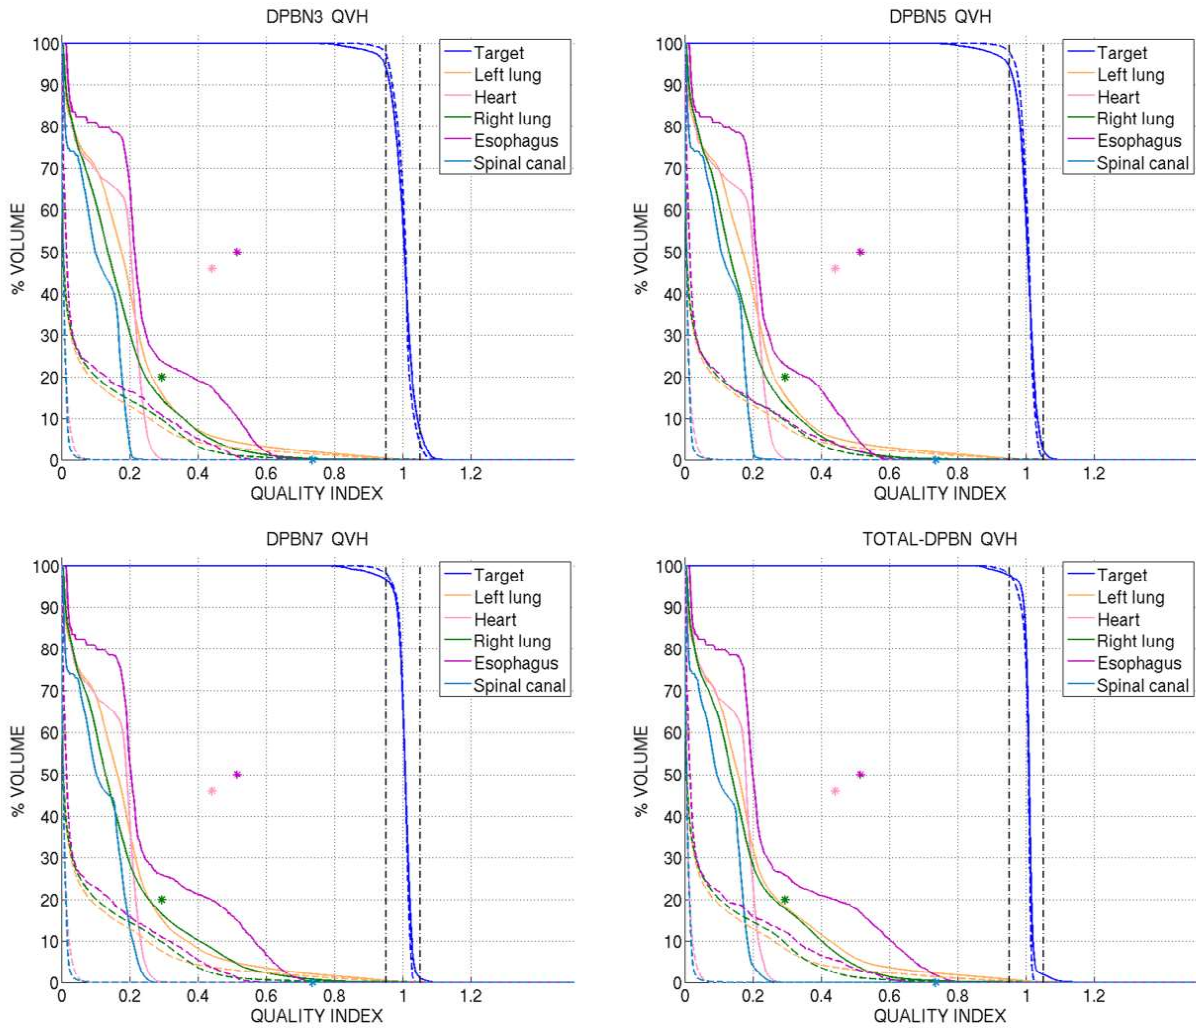 DPBN3 QVH
100
90
80
70
60
50
40
30
20
10
0
% VOLUME
0 0.2 0.4 0.6 0.8 1 1.2
QUALITY INDEX
Target
Left lung
Heart
Right lung
Esophagus
Spinal canal
DPBN5 QVH
100
90
80
70
60
50
40
30
20
10
0
% VOLUME
0 0.2 0.4 0.6 0.8 1 1.2
QUALITY INDEX
Target
Left lung
Heart
Right lung
Esophagus
Spinal canal
DPBN7 QVH
100
90
80
70
60
50
40
30
20
10
0
% VOLUME
0 0.2 0.4 0.6 0.8 1 1.2
QUALITY INDEX
Target
Left lung
Heart
Right lung
Esophagus
Spinal canal
TOTAL-DPBN QVH
100
90
80
70
60
50
40
30
20
10
0
% VOLUME
0 0.2 0.4 0.6 0.8 1 1.2
QUALITY INDEX
Target
Left lung
Heart
Right lung
Esophagus
Spinal canal